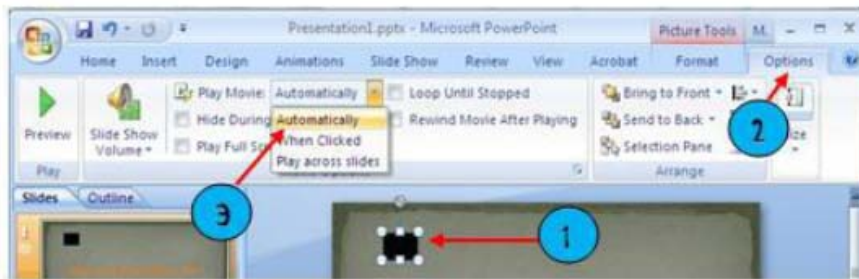 Presentation1.pptx - Microsoft PowerPoint Picture Tools M.
Home Insert Design Animations Slide Show Review View Acrobat Format Options
Play Movie: Automatically Loop Until Stopped Bring to Front
Hide During Automatically Rewind Movie After Playing Send to Back
Preview Slide Show Volume Play Full Sc When Clicked Selection Pane
Play across slides
Play Arrange
Slides Outline
1
2
3